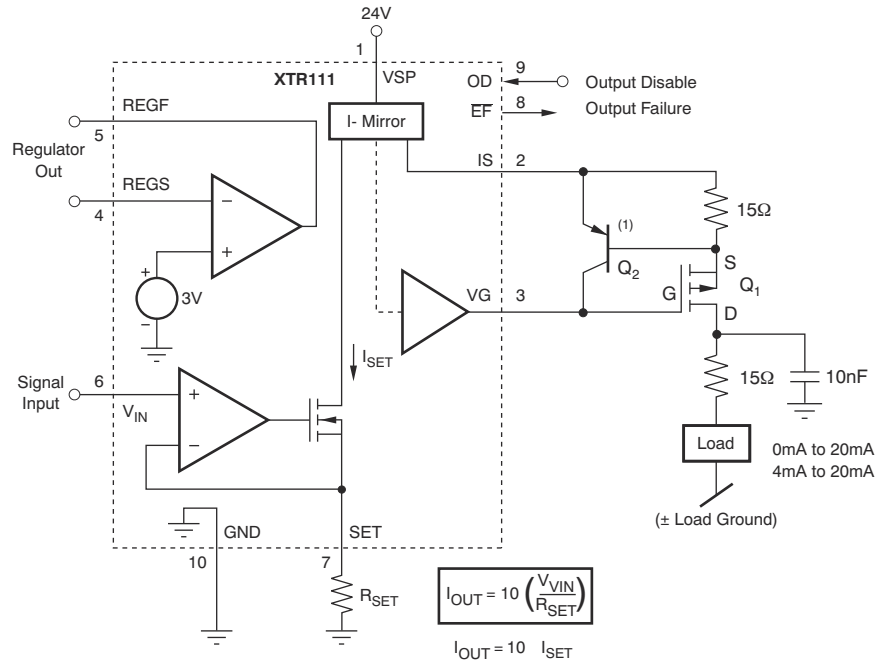 24V
1
XTR111
VSP
OD
9
Output Disable
EF
8
Output Failure
REGF
5
I- Mirror
Regulator
Out
IS
2
REGS
4
15Ω
(1)
Q2
S
Q1
G
D
3V
VG
3
ISET
Signal
Input
6
VIN
15Ω
10nF
Load
0mA to 20mA
4mA to 20mA
(± Load Ground)
GND
SET
10
7
RSET
IOUT = 10 (VVIN / RSET)
IOUT = 10 ISET
+
−
+
−
+
−